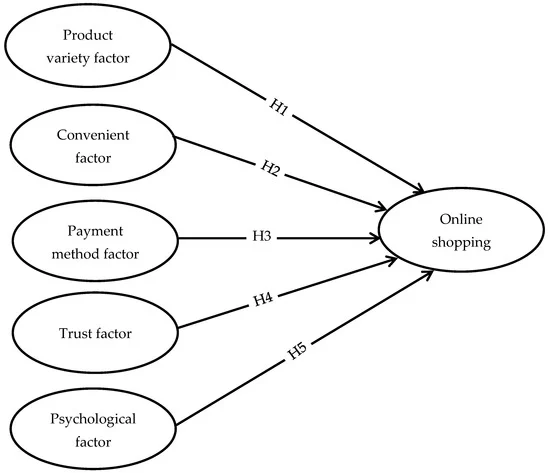 Product
variety factor
H1
Convenient
factor
H2
Payment
method factor
H3
Online
shopping
Trust factor
H4
Psychological
factor
H5